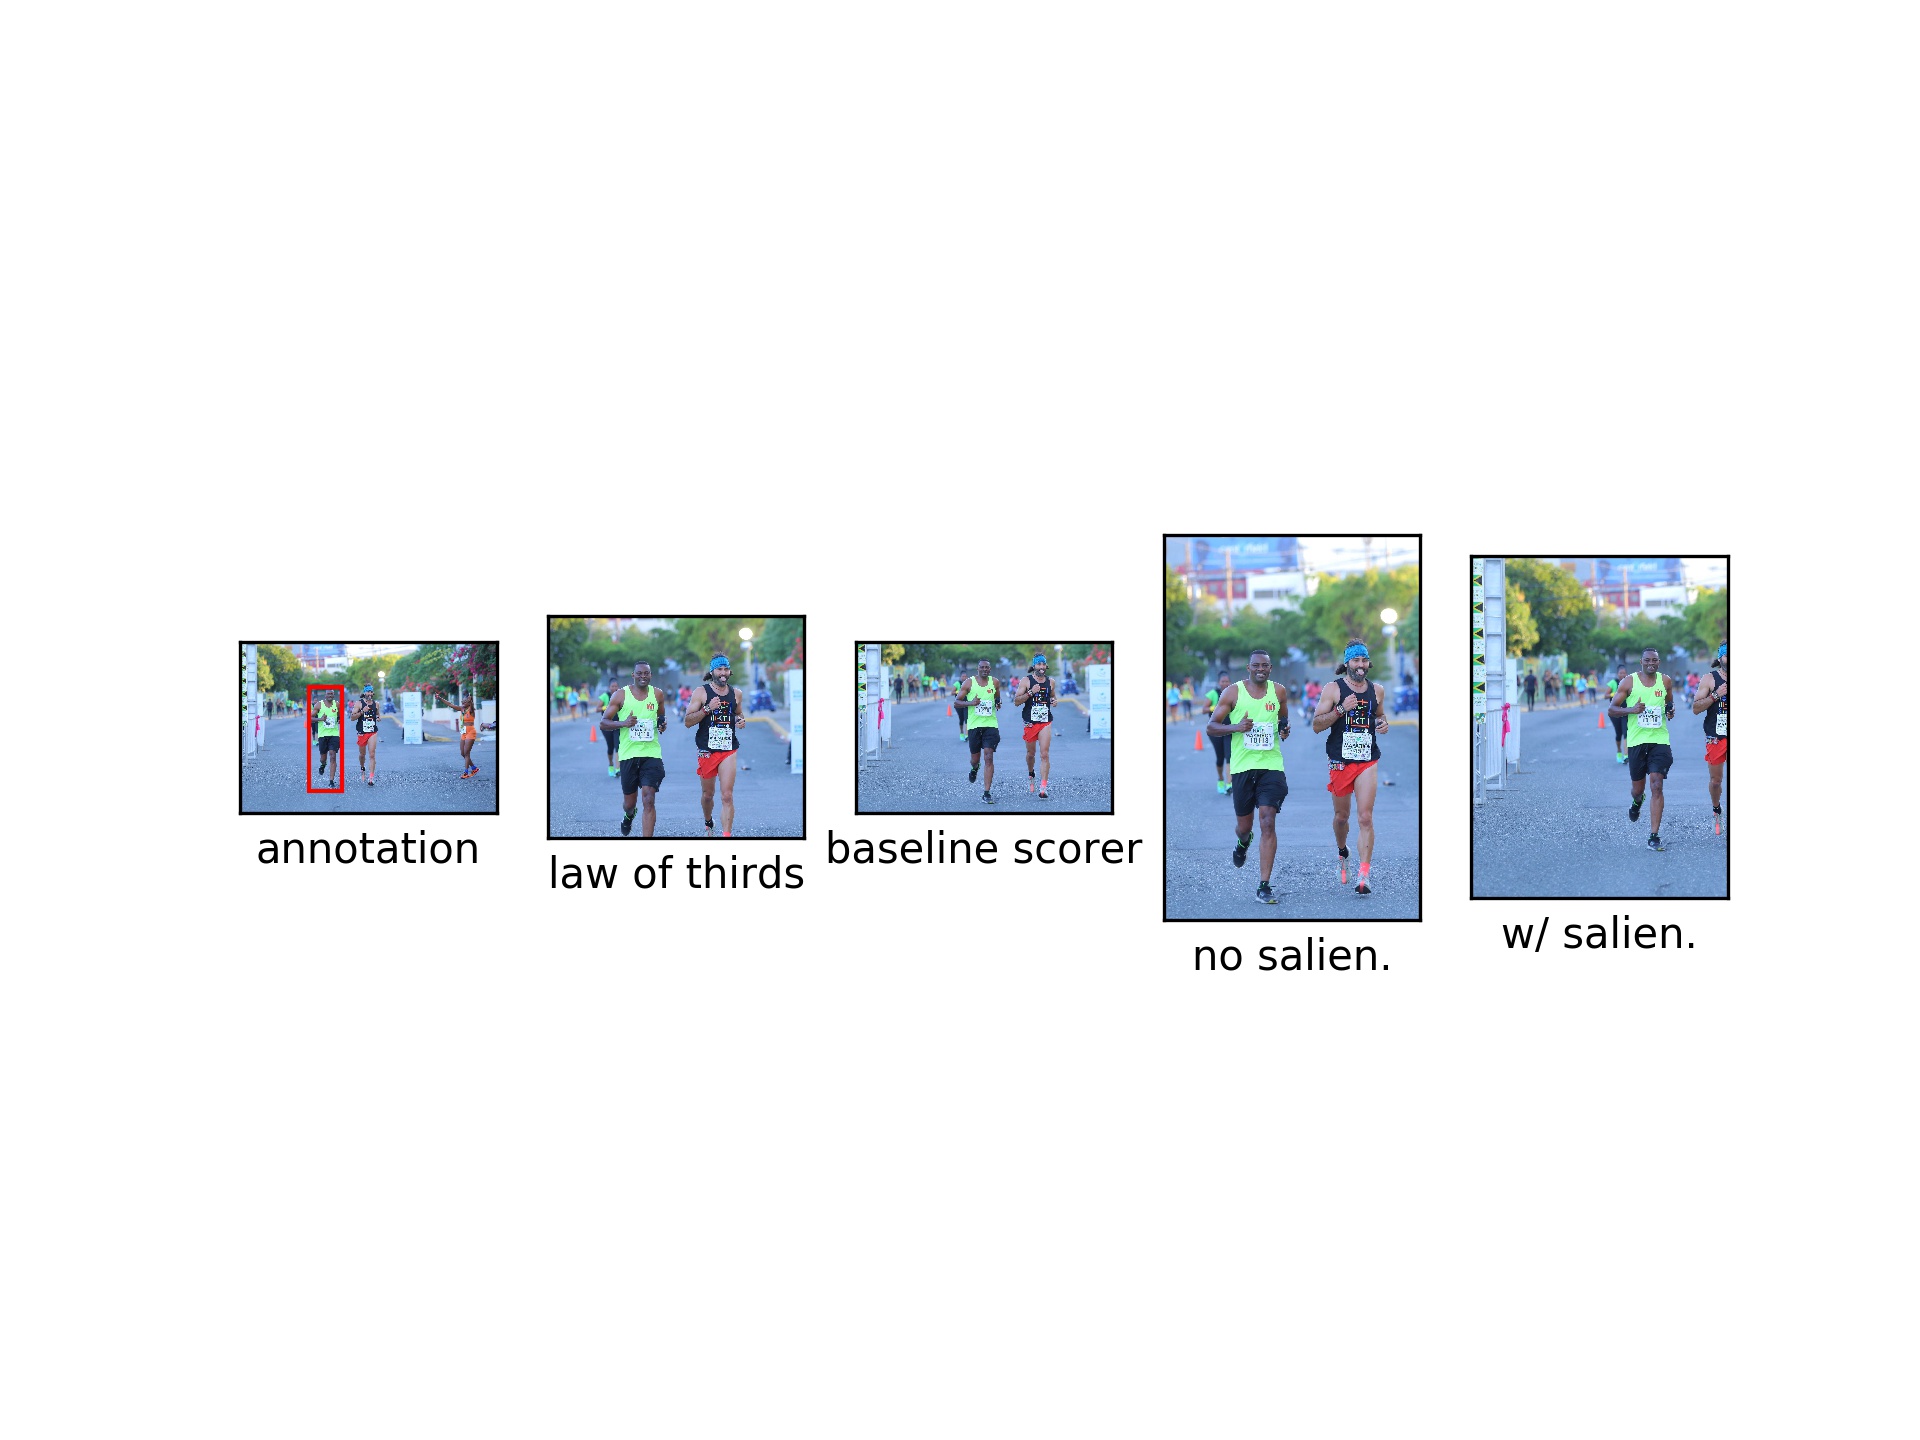 annotation
law of thirds
baseline scorer
no salien.
w/ salien.